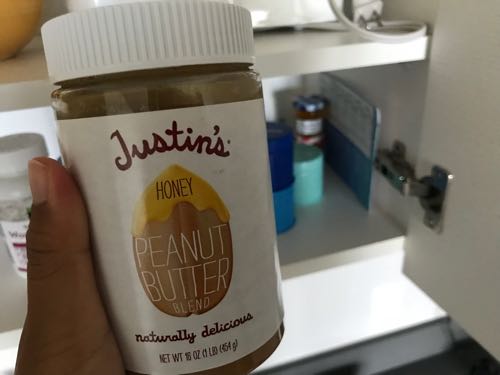 Justin's
HONEY
PEANUT
BUTTER
BLEND
naturally delicious
NET WT 16 OZ (1 LB) (454 g)